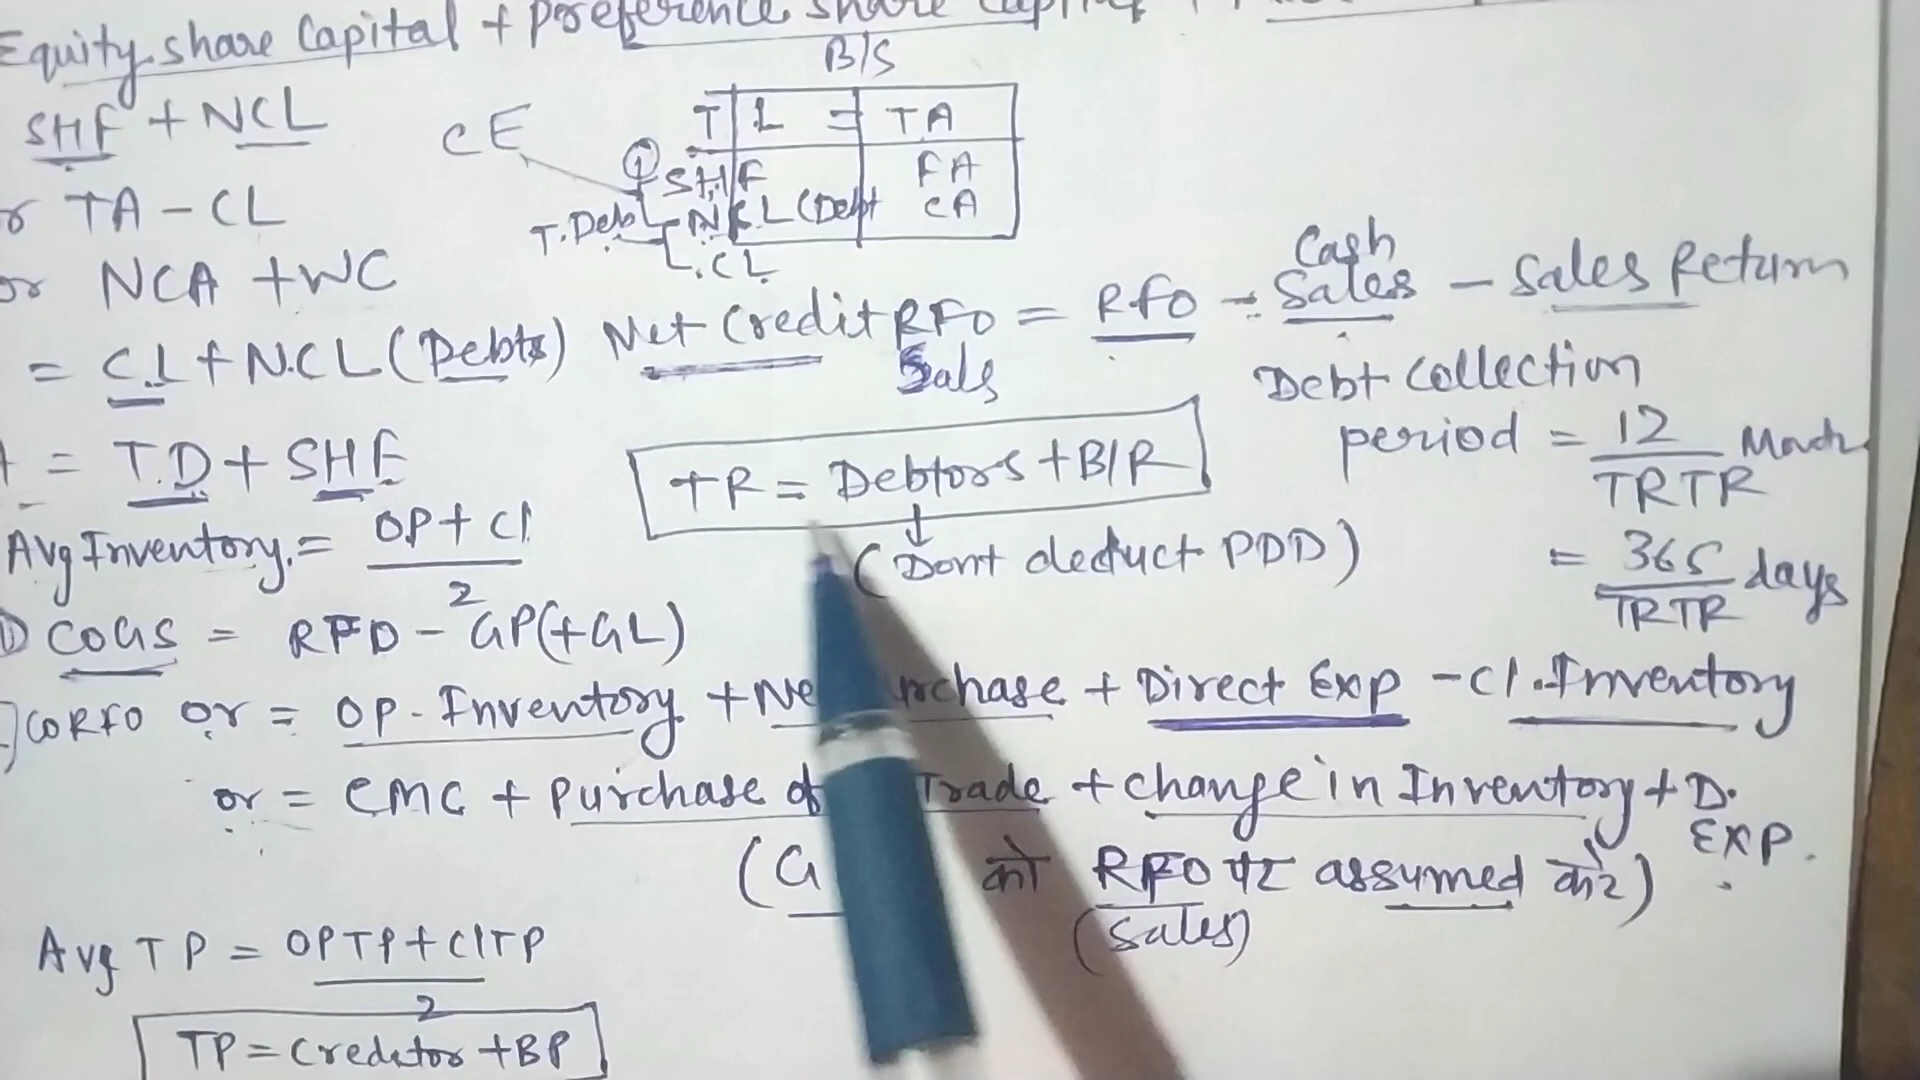 Equity share Capital + preference share Capital +
B/S
SHF + NCL
CE
T L = TA
① SHF
FA
or TA - CL
T. Debt NCL (Debt
CA
CL
or NCA + WC
Net Credit RFO = RFO - Cash Sales - Sales Return
Sals
= C.L + N.CL (Debts)
Debt Collection
period = 12 / TRTR Month
= T.D + SHF
TR = Debtors + B/R
(Dont deduct PDD)
= 365 / TRTR days
Avg Inventory = OP + Cl / 2
① COGS = RFO - GP (+GL)
CORFO or = OP. Inventory + Ne rchase + Direct Exp - Cl. Inventory
or = CMC + Purchase of Trade + change in Inventory + D. Exp.
(G को RFO पर assumed करे)
(Sales)
Avg TP = OPTP + ClTP / 2
TP = Creditor + BP